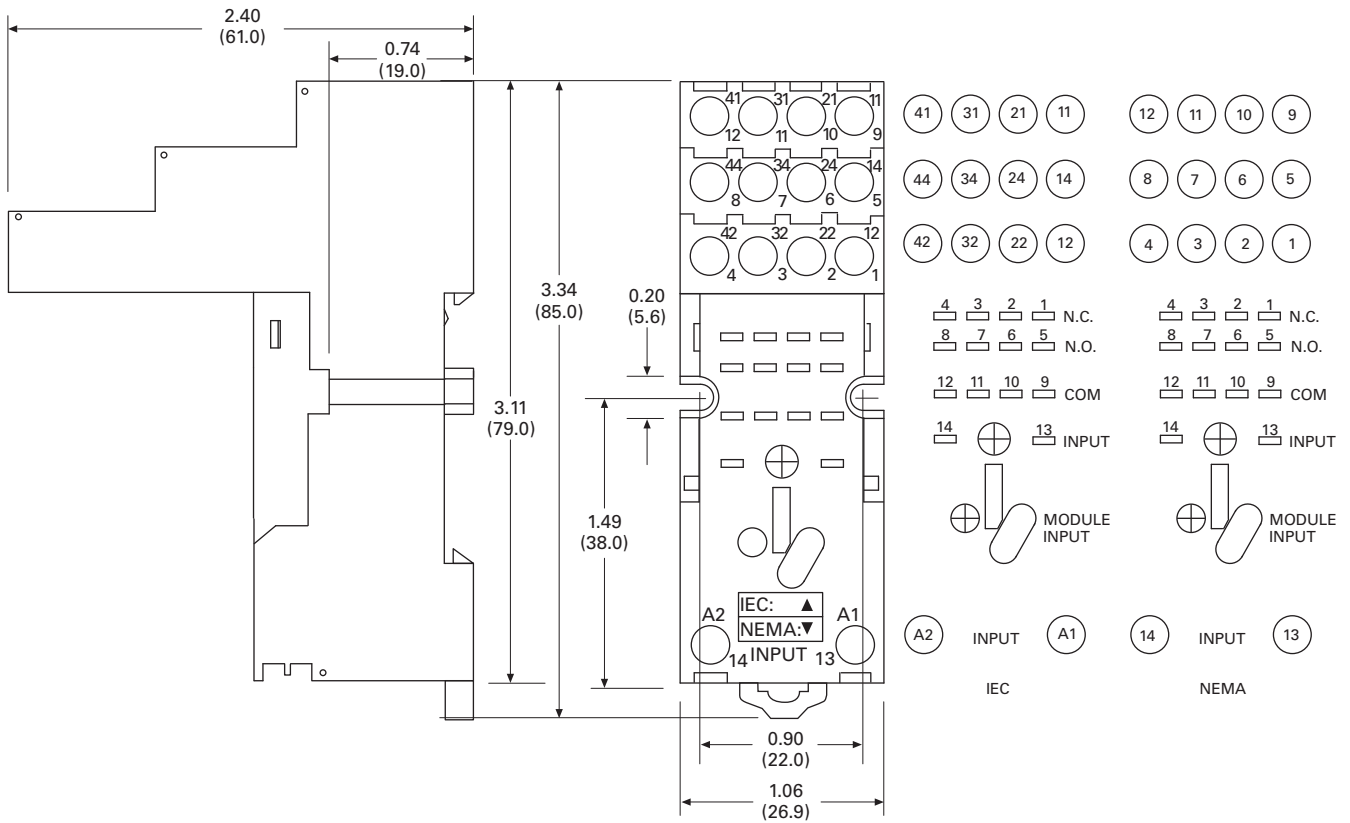 2.40
(61.0)
0.74
(19.0)
3.34
(85.0)
3.11
(79.0)
0.20
(5.6)
1.49
(38.0)
0.90
(22.0)
1.06
(26.9)
41 31 21 11
12 11 10 9
44 34 24 14
8 7 6 5
42 32 22 12
4 3 2 1
A2 A1
IEC: ▲
NEMA:▼
14 INPUT 13
41 31 21 11
44 34 24 14
42 32 22 12
4 3 2 1 N.C.
8 7 6 5 N.O.
12 11 10 9 COM
14 13 INPUT
MODULE
INPUT
A2 INPUT A1
IEC
12 11 10 9
8 7 6 5
4 3 2 1
4 3 2 1 N.C.
8 7 6 5 N.O.
12 11 10 9 COM
14 13 INPUT
MODULE
INPUT
14 INPUT 13
NEMA